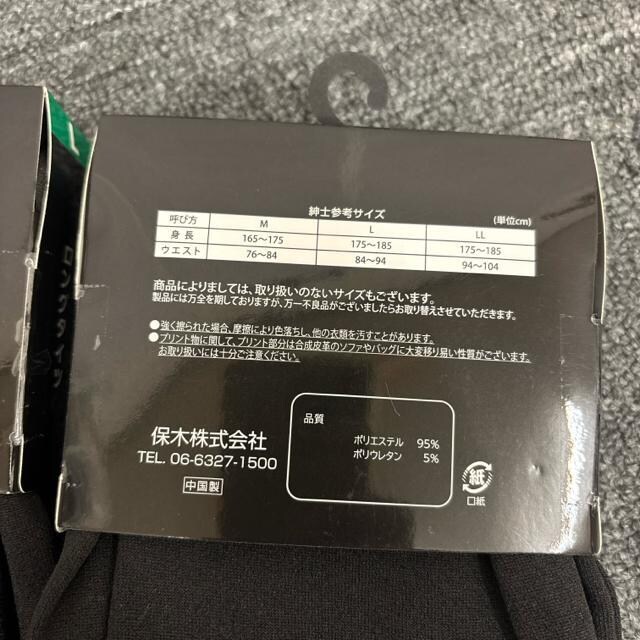 紳士参考サイズ (単位cm)
呼び方 M L LL
身長 165～175 175～185 175～185
ウエスト 76～84 84～94 94～104
商品によりましては、取り扱いのないサイズもございます。
製品には万全を期しておりますが、万一不良品がございましたらお取り替えさせていただきます。
●強く擦られた場合、摩擦により色落ちし、他の衣類を汚すことがあります。
●プリント物に関して、プリント部分は合成皮革のソファやバッグに大変移り易い性質がございます。
お取り扱いには十分ご注意ください。
保木株式会社
TEL. 06-6327-1500
中国製
品質
ポリエステル 95%
ポリウレタン 5%
紙
口紙
ロングタイツ